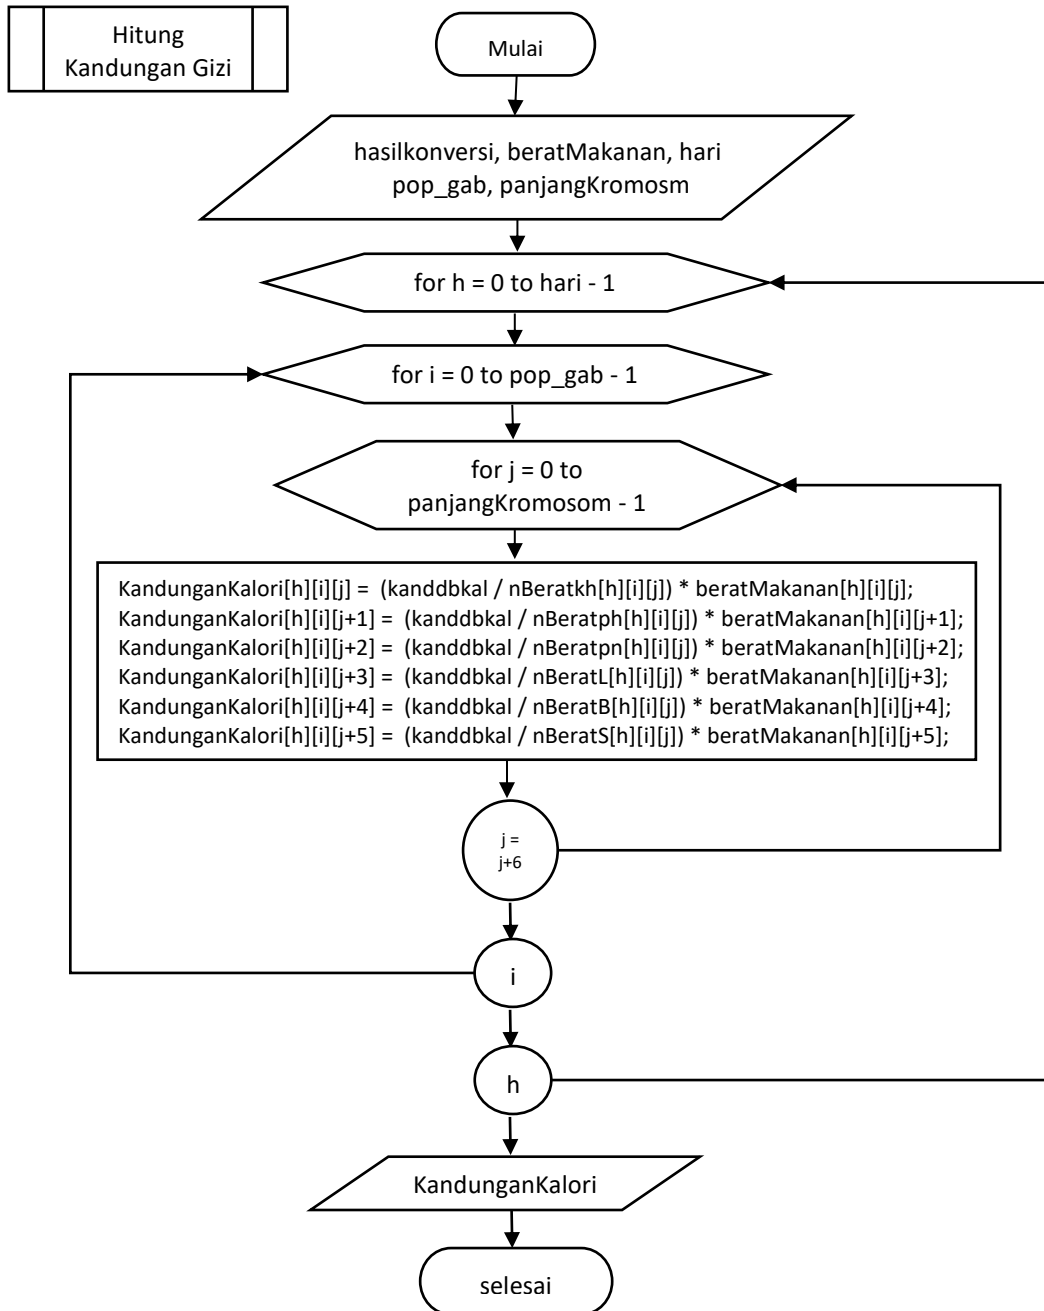 Hitung
Kandungan Gizi
Mulai
hasilkonversi, beratMakanan, hari
pop_gab, panjangKromosm
for h = 0 to hari - 1
for i = 0 to pop_gab - 1
for j = 0 to
panjangKromosom - 1
KandunganKalori[h][i][j] = (kanddbkal / nBeratkh[h][i][j]) * beratMakanan[h][i][j];
KandunganKalori[h][i][j+1] = (kanddbkal / nBeratph[h][i][j]) * beratMakanan[h][i][j+1];
KandunganKalori[h][i][j+2] = (kanddbkal / nBeratpn[h][i][j]) * beratMakanan[h][i][j+2];
KandunganKalori[h][i][j+3] = (kanddbkal / nBeratL[h][i][j]) * beratMakanan[h][i][j+3];
KandunganKalori[h][i][j+4] = (kanddbkal / nBeratB[h][i][j]) * beratMakanan[h][i][j+4];
KandunganKalori[h][i][j+5] = (kanddbkal / nBeratS[h][i][j]) * beratMakanan[h][i][j+5];
j =
j+6
i
h
KandunganKalori
selesai